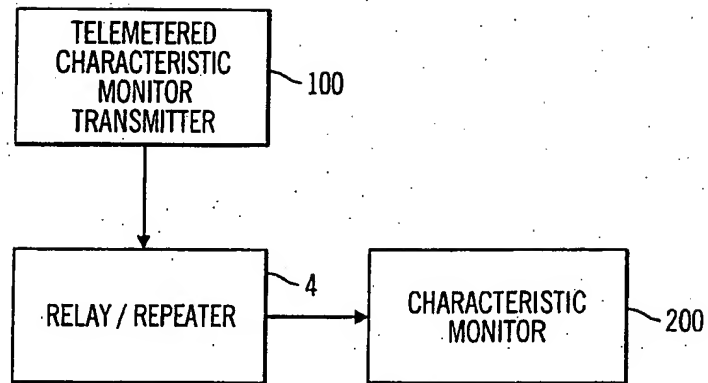 TELEMETERED
CHARACTERISTIC
MONITOR
TRANSMITTER
100
RELAY / REPEATER
4
CHARACTERISTIC
MONITOR
200